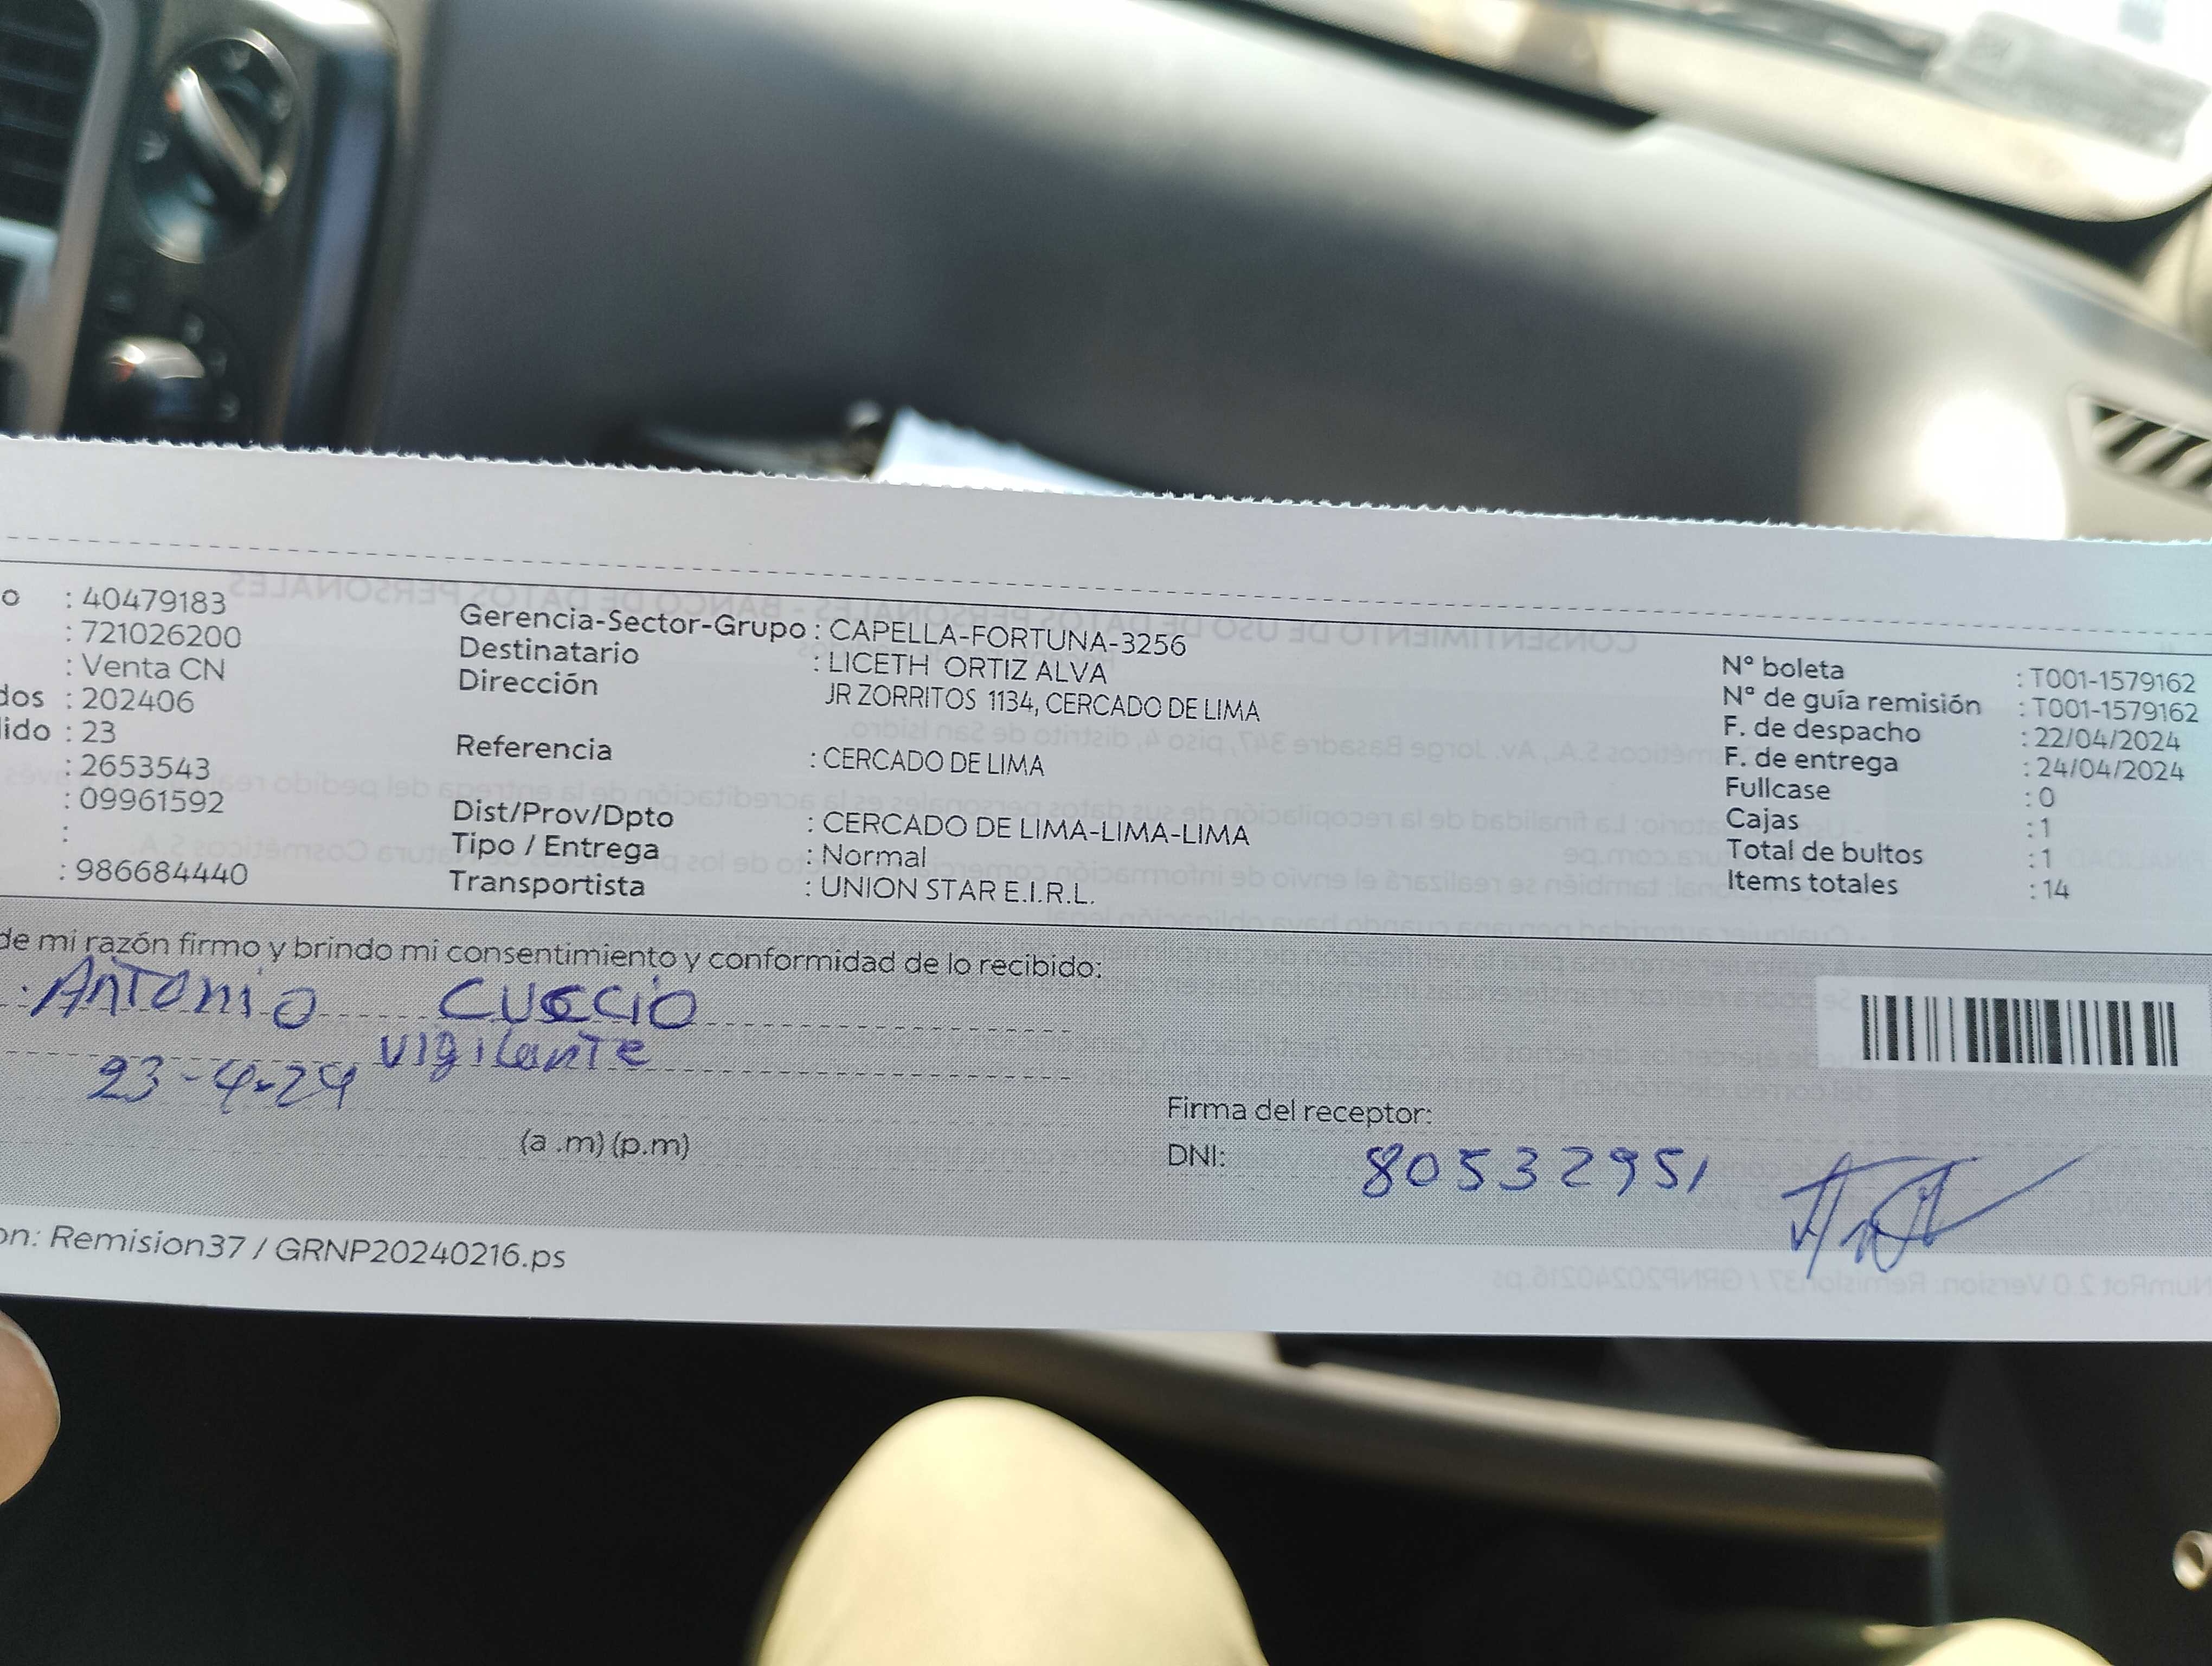 o : 40479183
: 721026200
: Venta CN
dos : 202406
dido : 23
: 2653543
: 09961592
:
: 986684440
Gerencia-Sector-Grupo : CAPELLA-FORTUNA-3256
Destinatario : LICETH ORTIZ ALVA
Dirección JR ZORRITOS 1134, CERCADO DE LIMA
Referencia : CERCADO DE LIMA
Dist/Prov/Dpto : CERCADO DE LIMA-LIMA-LIMA
Tipo / Entrega : Normal
Transportista : UNION STAR E.I.R.L.
N° boleta : T001-1579162
N° de guía remisión : T001-1579162
F. de despacho : 22/04/2024
F. de entrega : 24/04/2024
Fullcase : 0
Cajas : 1
Total de bultos : 1
Items totales : 14
de mi razón firmo y brindo mi consentimiento y conformidad de lo recibido:
: Antonio
vigilante
23-4-24
(a .m) (p.m)
Firma del receptor:
DNI: 80532951
on: Remision37 / GRNP20240216.ps